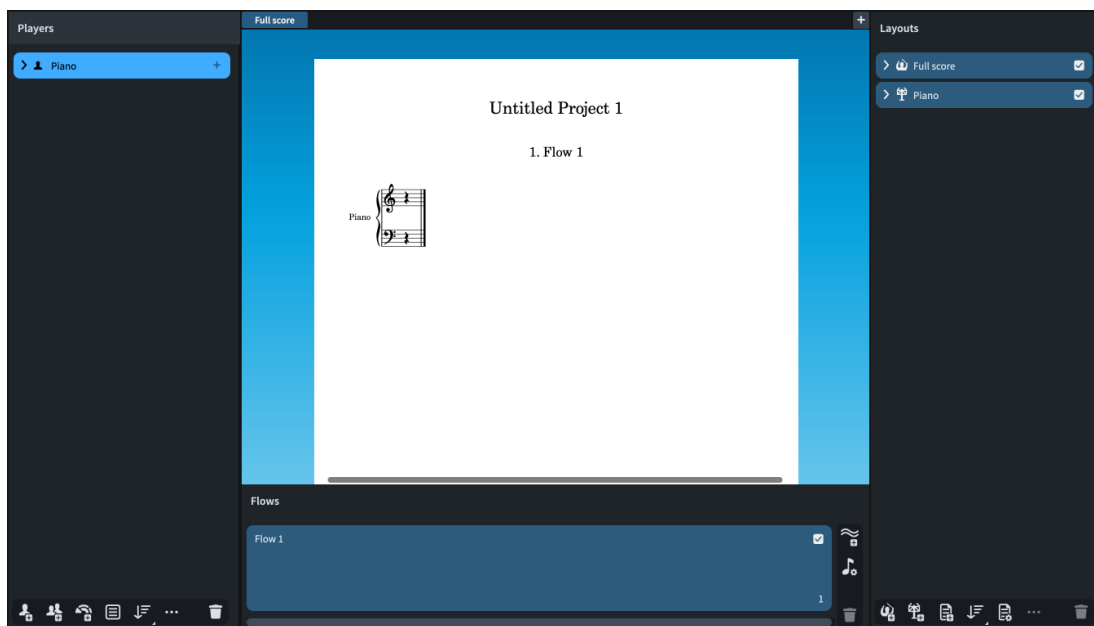 Players
Piano
Full score
Untitled Project 1
1. Flow 1
Piano
Flows
Flow 1
1
Layouts
Full score
Piano